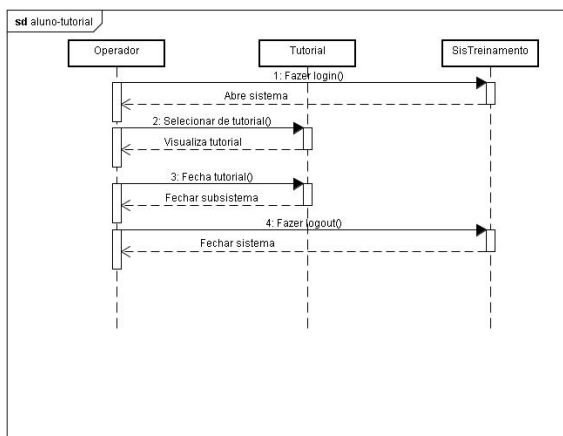 sd aluno-tutorial
Operador
Tutorial
SisTreinamento
1: Fazer login()
Abre sistema
2: Selecionar de tutorial()
Visualiza tutorial
3: Fecha tutorial()
Fechar subsistema
4: Fazer logout()
Fechar sistema